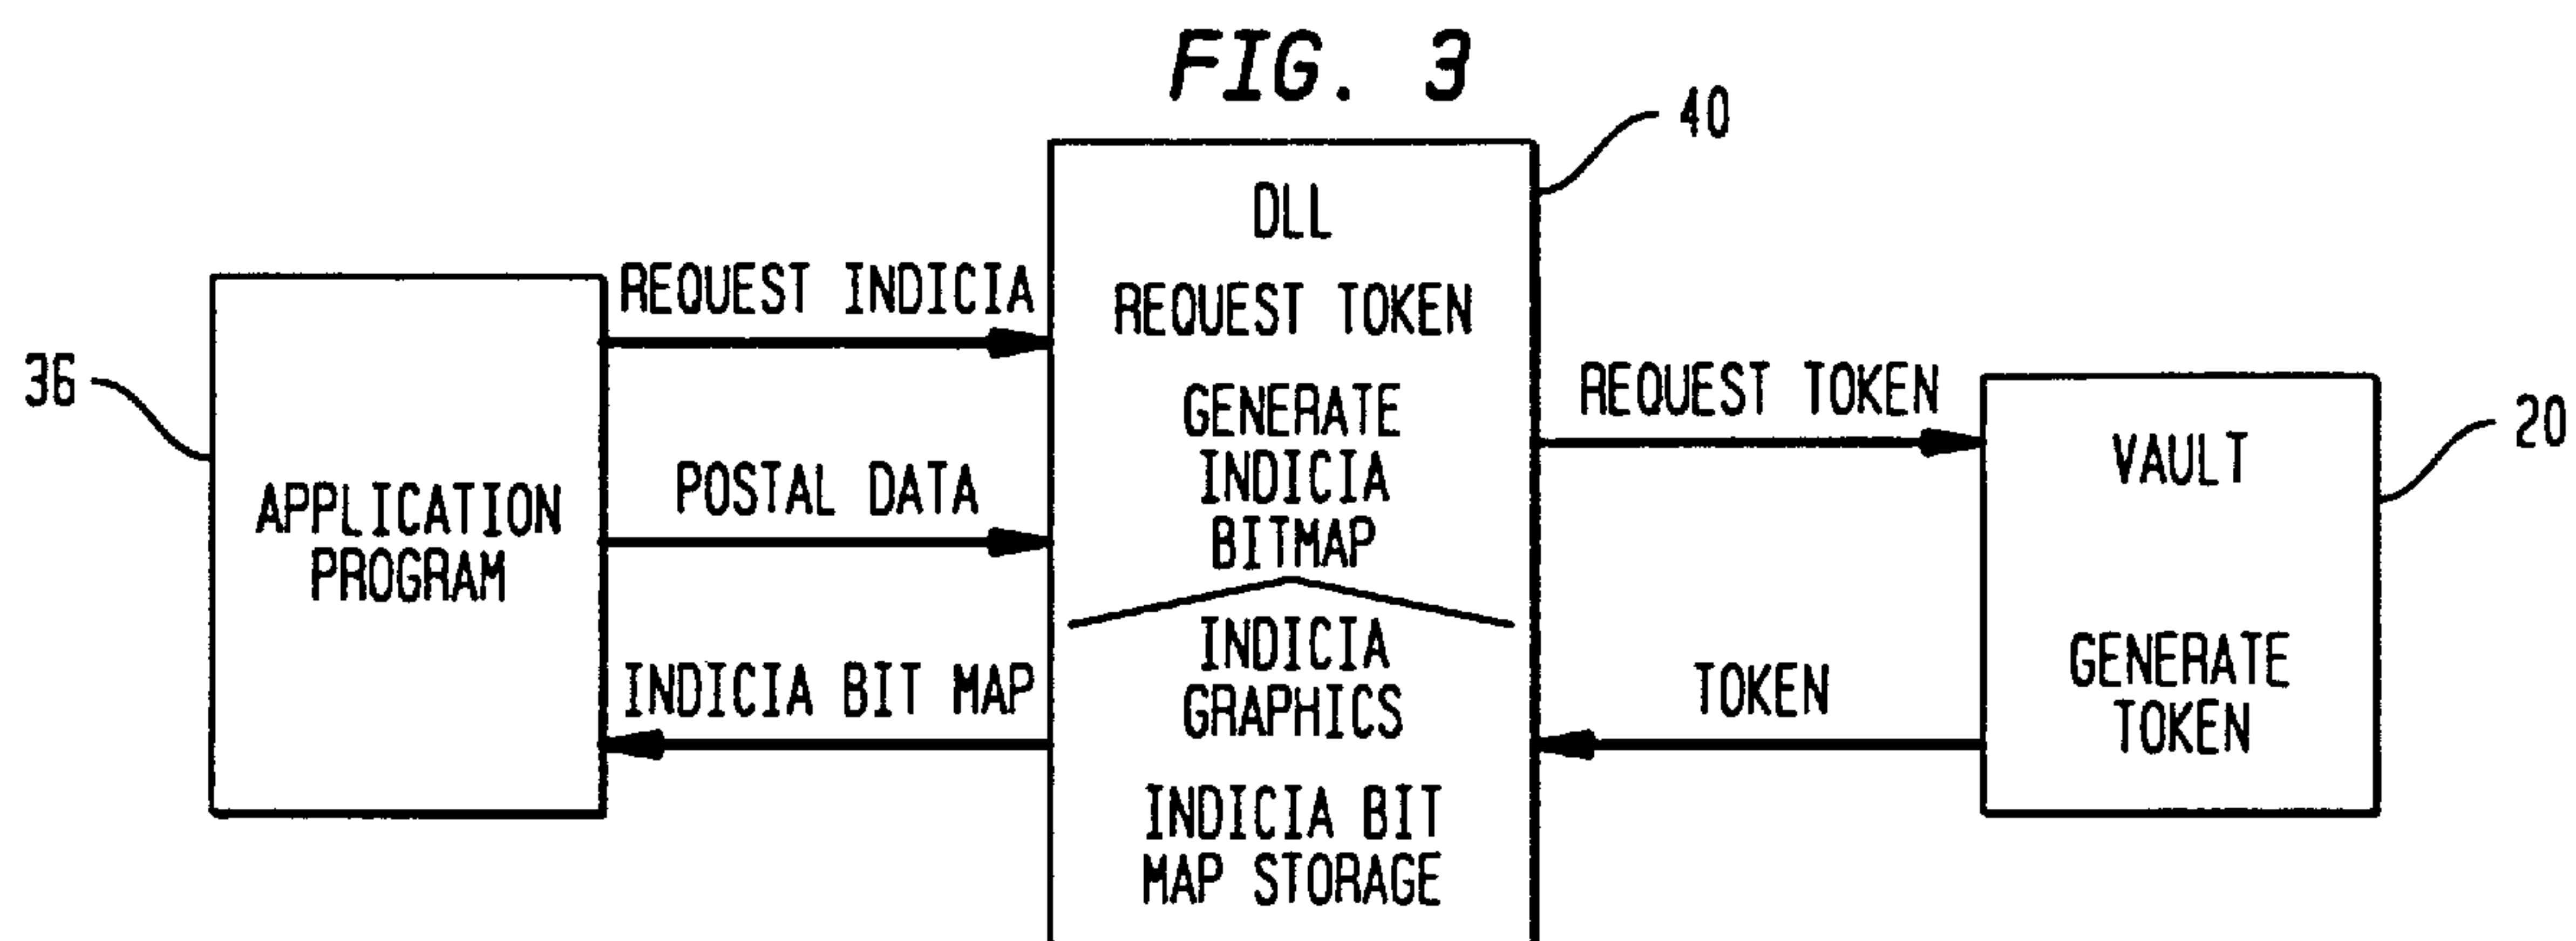 FIG. 3
40
DLL
REQUEST TOKEN
GENERATE
INDICIA
BITMAP
INDICIA
GRAPHICS
INDICIA BIT
MAP STORAGE
REQUEST INDICIA
POSTAL DATA
INDICIA BIT MAP
36
APPLICATION
PROGRAM
REQUEST TOKEN
TOKEN
VAULT
GENERATE
TOKEN
20